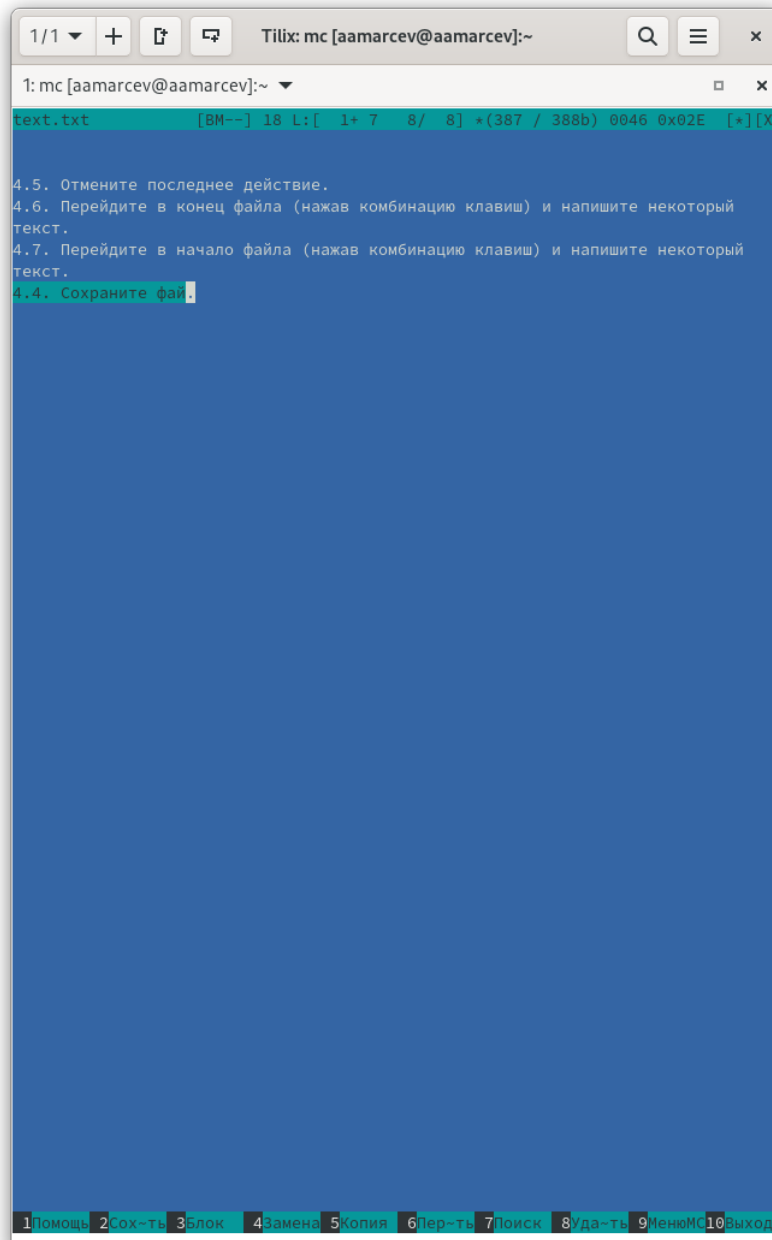 1/1
Tilix: mc [aamarcev@aamarcev]:~
1: mc [aamarcev@aamarcev]:~
text.txt [BM--] 18 L:[ 1+ 7 8/ 8] *(387 / 388b) 0046 0x02E [*][X
4.5. Отмените последнее действие.
4.6. Перейдите в конец файла (нажав комбинацию клавиш) и напишите некоторый
текст.
4.7. Перейдите в начало файла (нажав комбинацию клавиш) и напишите некоторый
текст.
4.4. Сохраните фай.
1Помощь 2Сох~ть 3Блок 4Замена 5Копия 6Пер~ть 7Поиск 8Уда~ть 9МенюМС10Выход